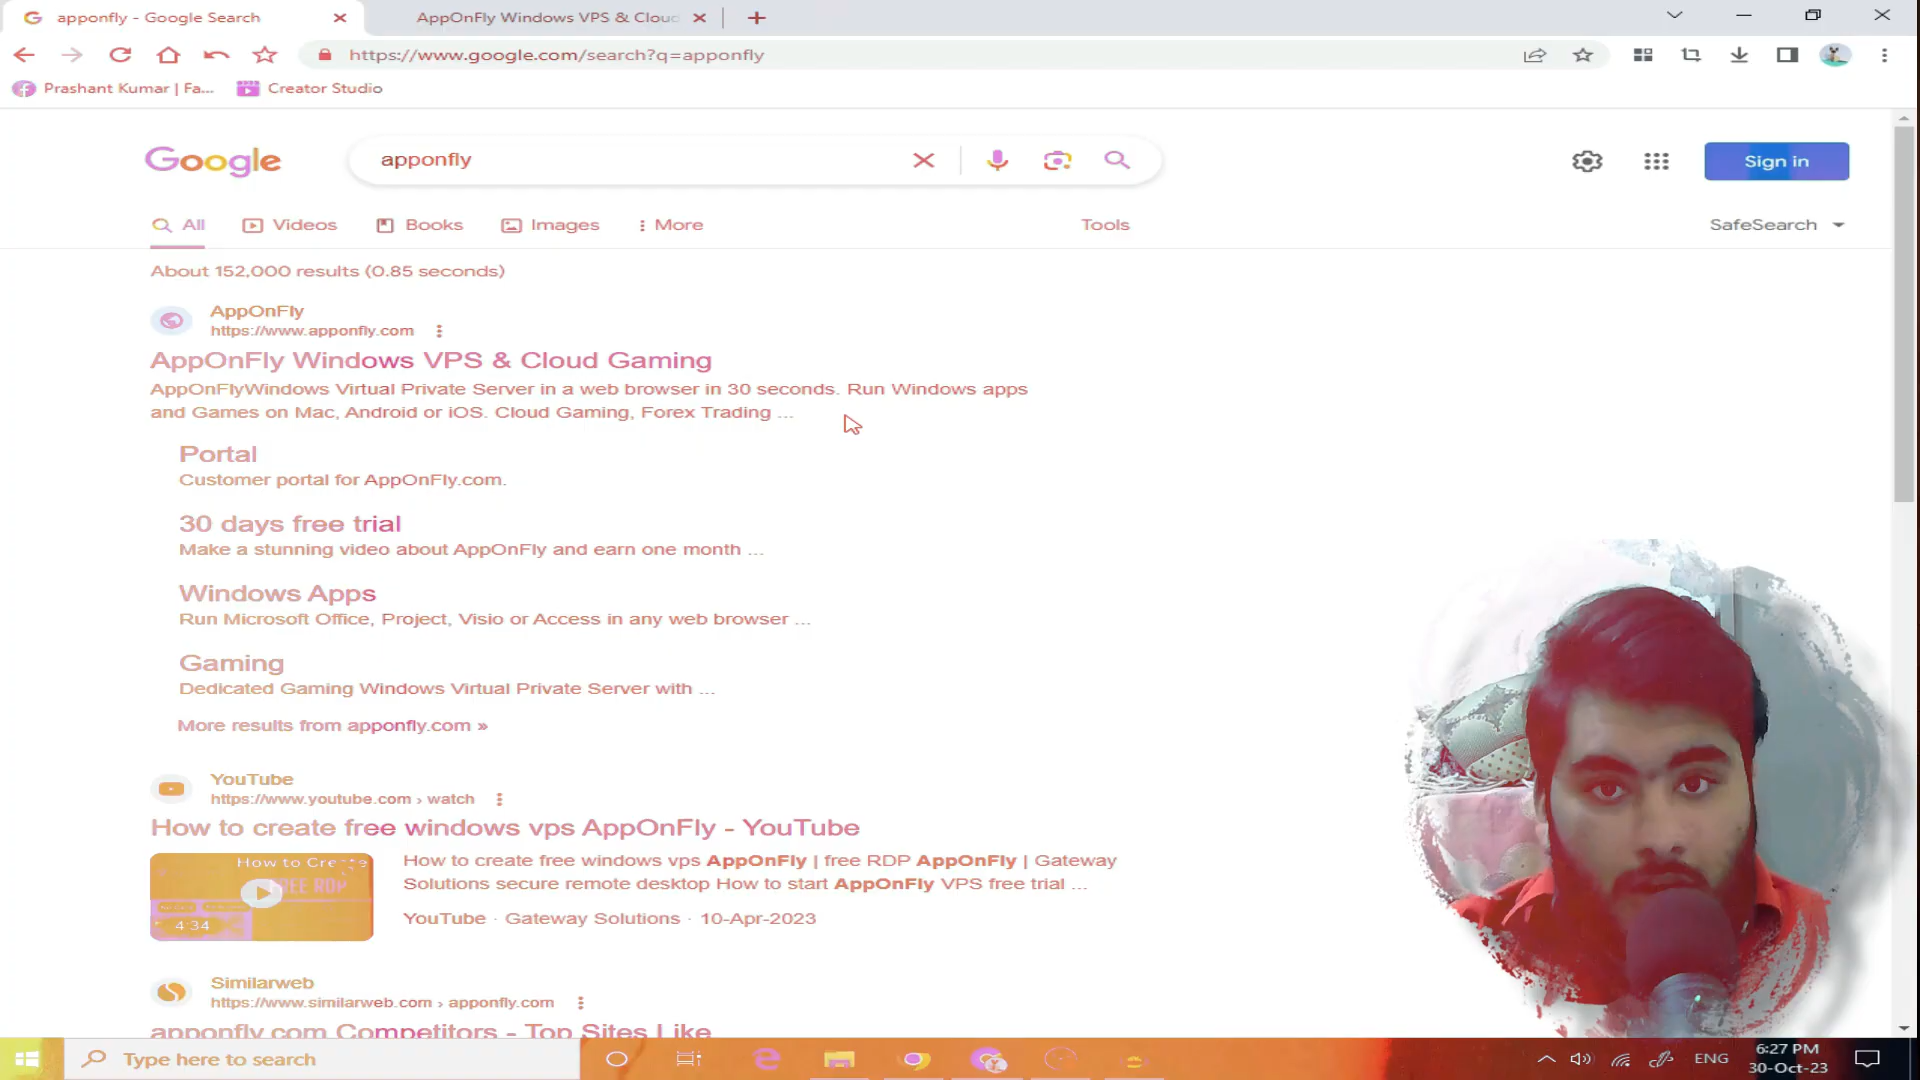 apponfly - Google Search
AppOnFly Windows VPS & Cloud
https://www.google.com/search?q=apponfly
Prashant Kumar | Fa...
Creator Studio
Google
apponfly
Sign in
All
Videos
Books
Images
More
Tools
SafeSearch
About 152,000 results (0.85 seconds)
AppOnFly
https://www.apponfly.com
AppOnFly Windows VPS & Cloud Gaming
AppOnFlyWindows Virtual Private Server in a web browser in 30 seconds. Run Windows apps
and Games on Mac, Android or iOS. Cloud Gaming, Forex Trading ...
Portal
Customer portal for AppOnFly.com.
30 days free trial
Make a stunning video about AppOnFly and earn one month ...
Windows Apps
Run Microsoft Office, Project, Visio or Access in any web browser ...
Gaming
Dedicated Gaming Windows Virtual Private Server with ...
More results from apponfly.com »
YouTube
https://www.youtube.com › watch
How to create free windows vps AppOnFly - YouTube
How to Create
FREE RDP
4:34
How to create free windows vps AppOnFly | free RDP AppOnFly | Gateway
Solutions secure remote desktop How to start AppOnFly VPS free trial ...
YouTube · Gateway Solutions · 10-Apr-2023
Similarweb
https://www.similarweb.com › apponfly.com
apponfly.com Competitors - Top Sites Like
Type here to search
ENG
6:27 PM
30-Oct-23